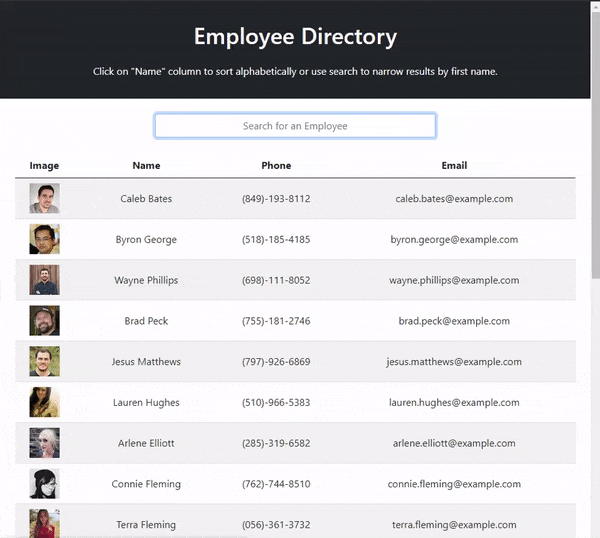 Employee Directory
Click on "Name" column to sort alphabetically or use search to narrow results by first name.
Search for an Employee
Image Name Phone Email
Caleb Bates (849)-193-8112 caleb.bates@example.com
Byron George (518)-185-4185 byron.george@example.com
Wayne Phillips (698)-111-8052 wayne.phillips@example.com
Brad Peck (755)-181-2746 brad.peck@example.com
Jesus Matthews (797)-926-6869 jesus.matthews@example.com
Lauren Hughes (510)-966-5383 lauren.hughes@example.com
Arlene Elliott (285)-319-6582 arlene.elliott@example.com
Connie Fleming (762)-744-8510 connie.fleming@example.com
Terra Fleming (056)-361-3732 terra.fleming@example.com